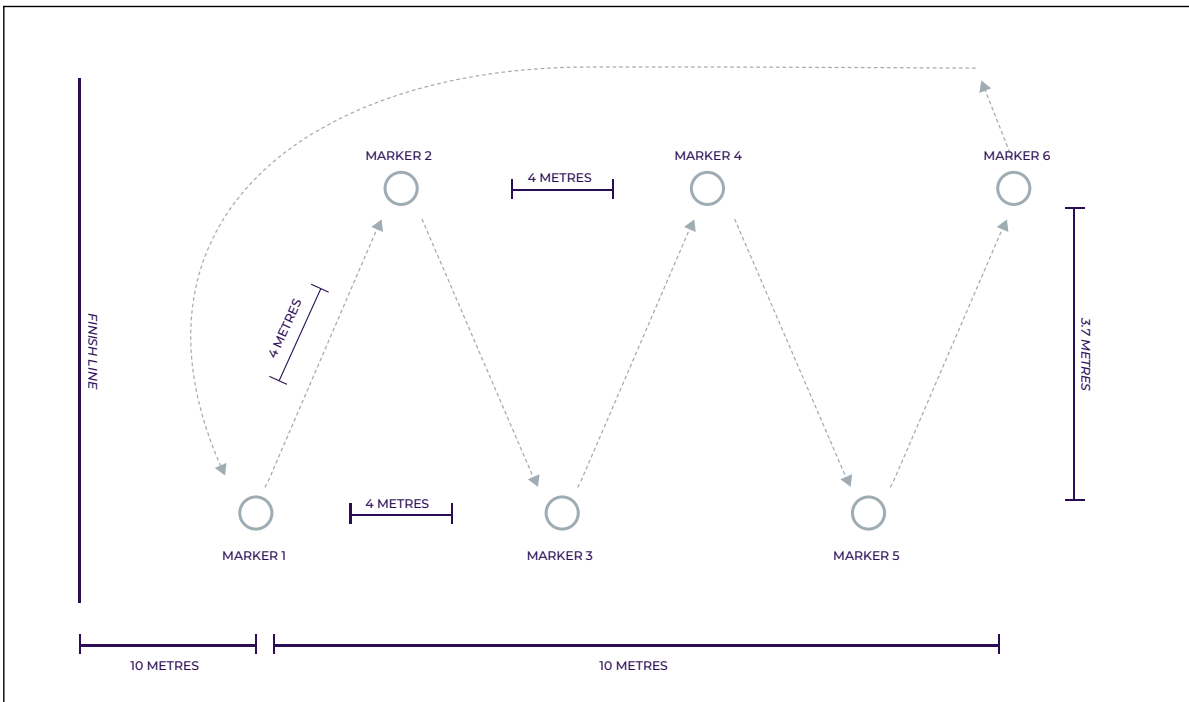 MARKER 2
MARKER 4
MARKER 6
4 METRES
FINISH LINE
4 METRES
3.7 METRES
4 METRES
MARKER 1
MARKER 3
MARKER 5
10 METRES
10 METRES